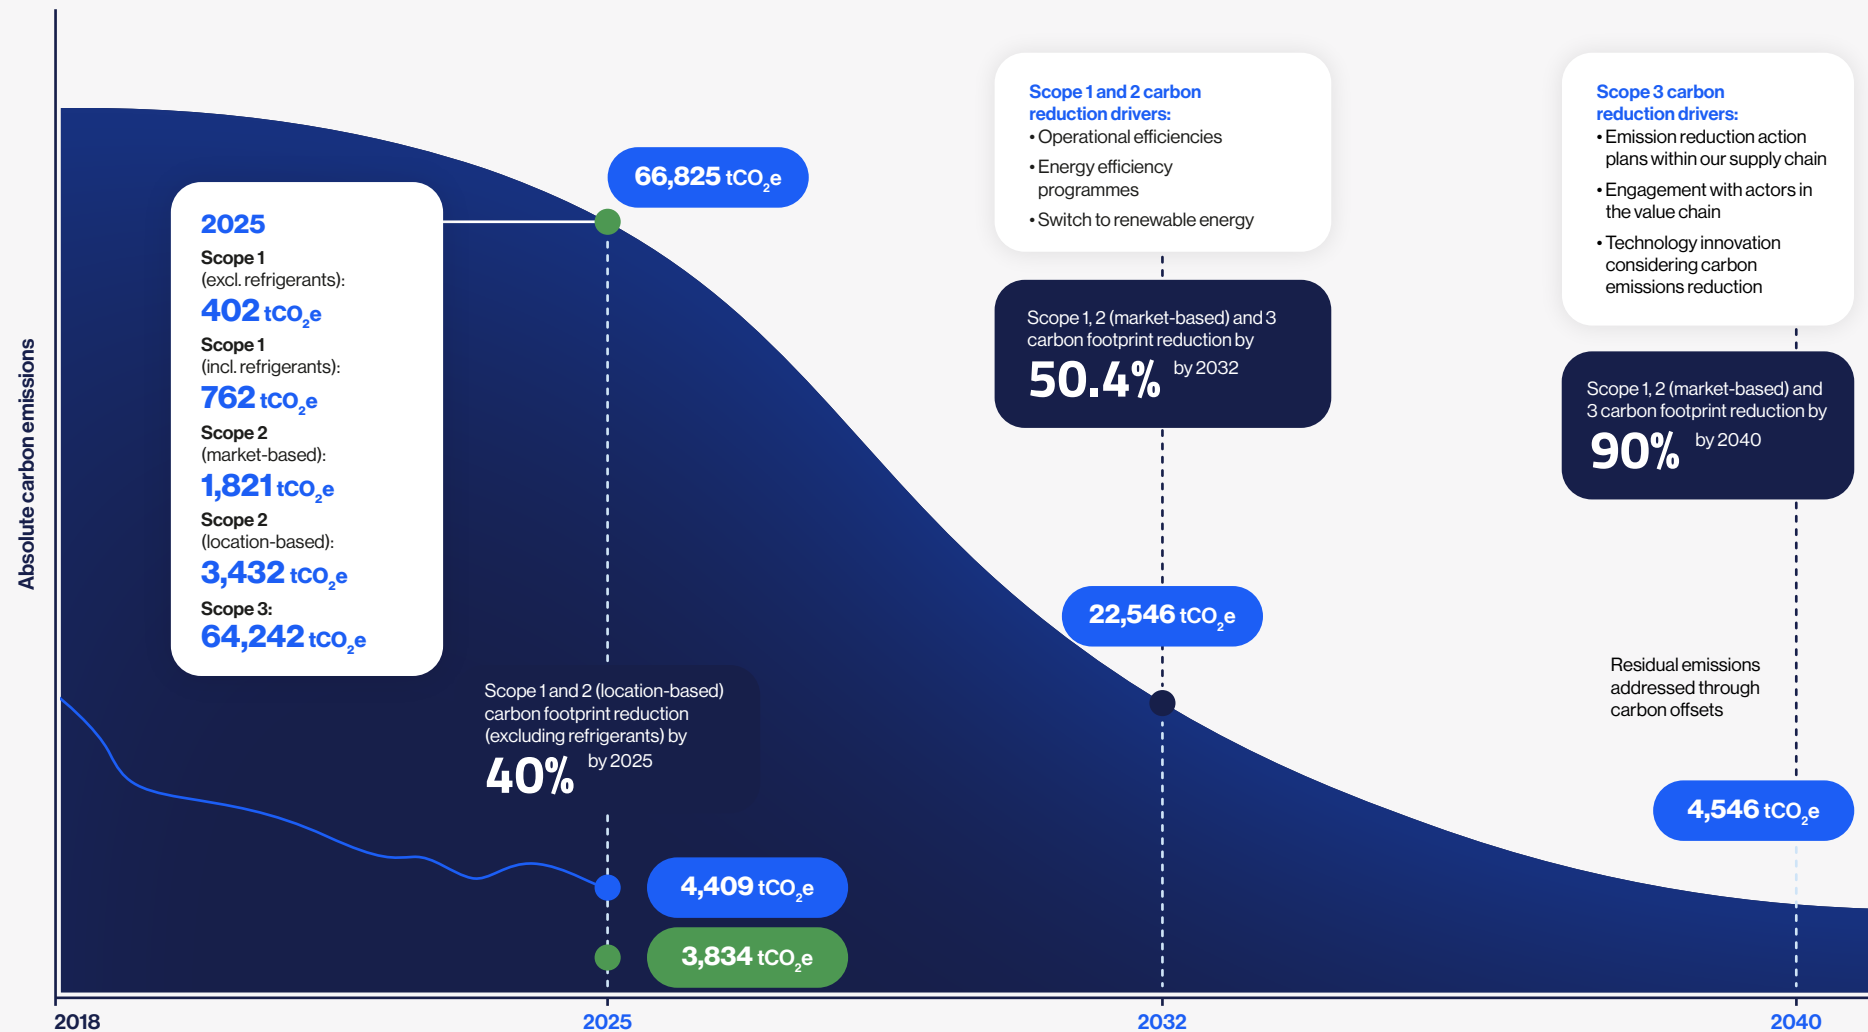 Absolute carbon emissions
2025
Scope 1
(excl. refrigerants):
402 tCO₂e
Scope 1
(incl. refrigerants):
762 tCO₂e
Scope 2
(market-based):
1,821 tCO₂e
Scope 2
(location-based):
3,432 tCO₂e
Scope 3:
64,242 tCO₂e
66,825 tCO₂e
Scope 1 and 2 (location-based)
carbon footprint reduction
(excluding refrigerants) by
40% by 2025
4,409 tCO₂e
3,834 tCO₂e
Scope 1 and 2 carbon
reduction drivers:
• Operational efficiencies
• Energy efficiency
programmes
• Switch to renewable energy
Scope 1, 2 (market-based) and 3
carbon footprint reduction by
50.4% by 2032
22,546 tCO₂e
Scope 3 carbon
reduction drivers:
• Emission reduction action
plans within our supply chain
• Engagement with actors in
the value chain
• Technology innovation
considering carbon
emissions reduction
Scope 1, 2 (market-based) and
3 carbon footprint reduction by
90% by 2040
Residual emissions
addressed through
carbon offsets
4,546 tCO₂e
2018
2025
2032
2040